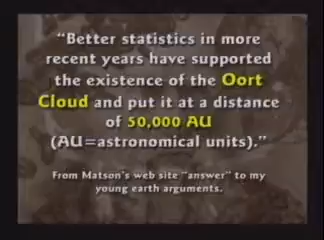 "Better statistics in more
recent years have supported
the existence of the Oort
Cloud and put it at a distance
of 50,000 AU
(AU=astronomical units)."
From Matson's web site "answer" to my
young earth arguments.